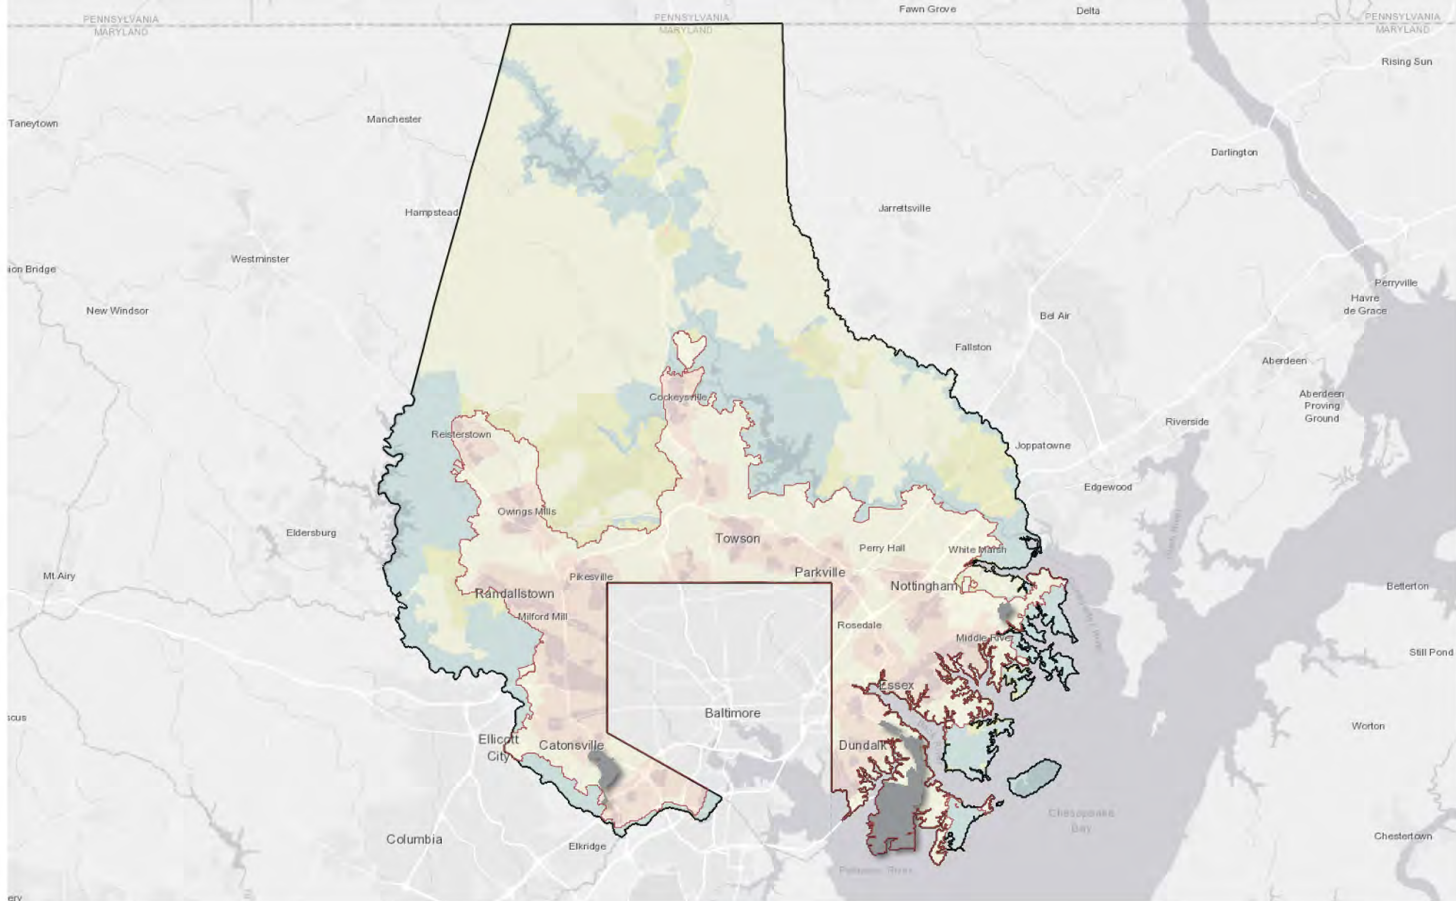 Fawn Grove
Delta
PENNSYLVANIA
MARYLAND
PENNSYLVANIA
MARYLAND
PENNSYLVANIA
MARYLAND
Rising Sun
Taneytown
Manchester
Darlington
Hampstead
Jarrettsville
Westminster
Bridge
Perryville
New Windsor
Havre
de Grace
Bel Air
Fallston
Aberdeen
Cockeysville
Aberdeen
Proving
Ground
Reisterstown
Riverside
Joppatowne
Edgewood
Owings Mills
Eldersburg
Towson
Perry Hall
White Marsh
Mt Airy
Pikesville
Parkville
Nottingham
Betterton
Randallstown
Milford Mill
Rosedale
Middle River
Still Pond
Essex
Baltimore
Worton
Ellicott
City
Catonsville
Dundalk
Chesapeake
Bay
Columbia
Elkridge
Chestertown